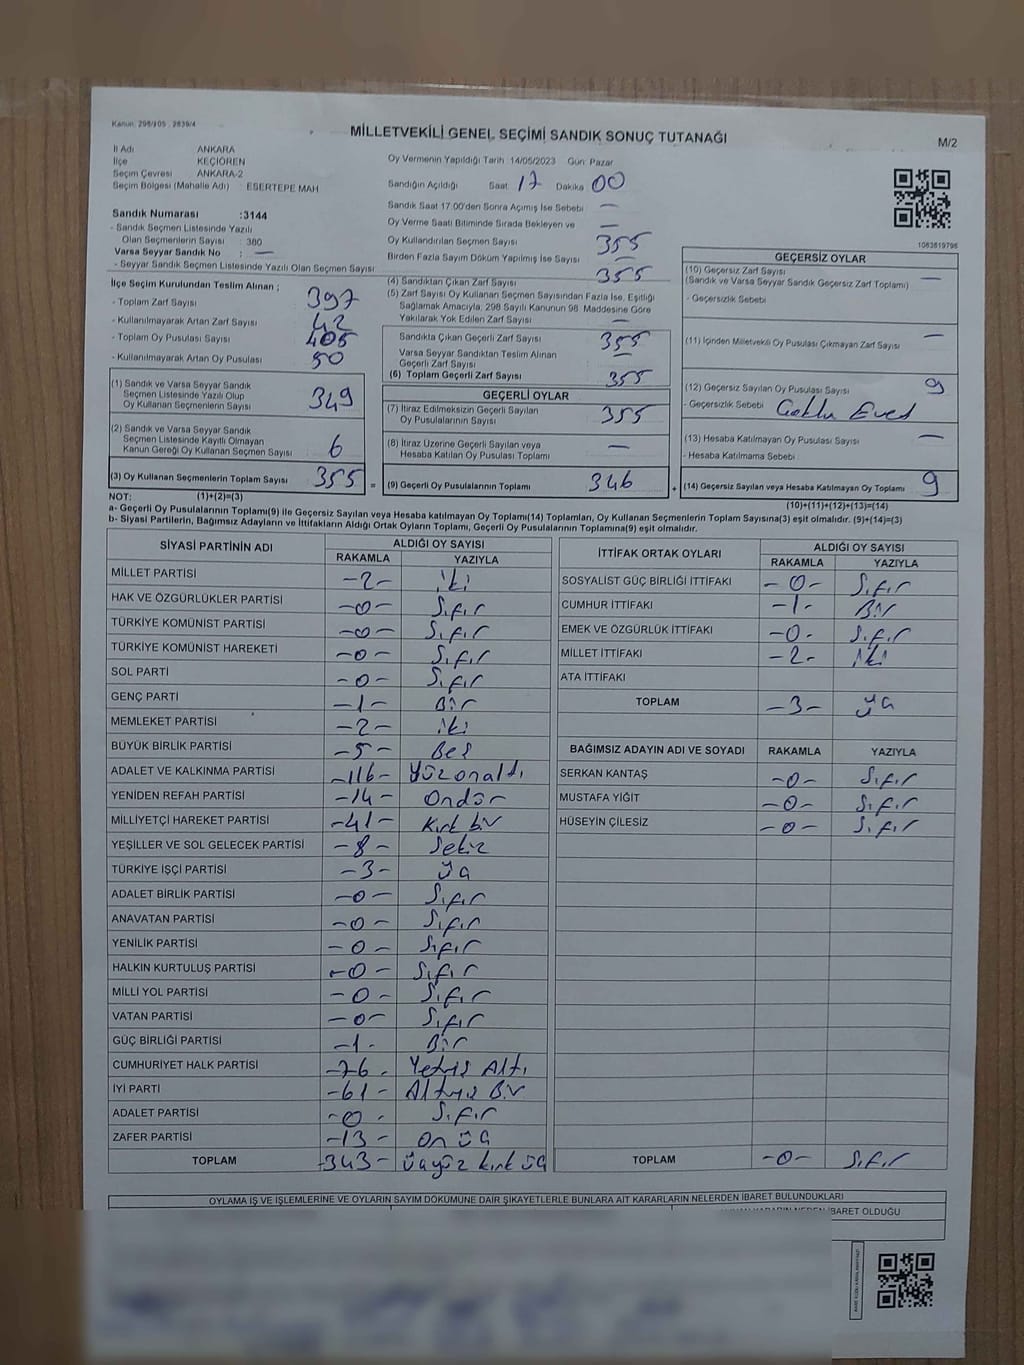 Kanun: 298/105 , 2839/4
MİLLETVEKİLİ GENEL SEÇİMİ SANDIK SONUÇ TUTANAĞI
M/2
İl Adı ANKARA
İlçe KEÇİÖREN
Seçim Çevresi ANKARA-2
Seçim Bölgesi (Mahalle Adı) : ESERTEPE MAH
Sandık Numarası :3144
- Sandık Seçmen Listesinde Yazılı
Olan Seçmenlerin Sayısı : 380
Varsa Seyyar Sandık No : —
- Seyyar Sandık Seçmen Listesinde Yazılı Olan Seçmen Sayısı
Oy Vermenin Yapıldığı Tarih :14/05/2023 Gün: Pazar
Sandığın Açıldığı Saat 17 Dakika 00
Sandık Saat 17.00'den Sonra Açımış İse Sebebi —
Oy Verme Saati Bitiminde Sırada Bekleyen ve —
Oy Kullandırılan Seçmen Sayısı 355
Birden Fazla Sayım Döküm Yapılmış İse Sayısı —
1083619796
İlçe Seçim Kurulundan Teslim Alınan ;
- Toplam Zarf Sayısı 397
- Kullanılmayarak Artan Zarf Sayısı 42
- Toplam Oy Pusulası Sayısı 405
- Kullanılmayarak Artan Oy Pusulası 50
(1) Sandık ve Varsa Seyyar Sandık
Seçmen Listesinde Yazılı Olup
Oy Kullanan Seçmenlerin Sayısı 349
(2) Sandık ve Varsa Seyyar Sandık
Seçmen Listesinde Kayıtlı Olmayan
Kanun Gereği Oy Kullanan Seçmen Sayısı : 6
(3) Oy Kullanan Seçmenlerin Toplam Sayısı 355 =
(4) Sandıktan Çıkan Zarf Sayısı 355
(5) Zarf Sayısı Oy Kullanan Seçmen Sayısından Fazla İse, Eşitliği
Sağlamak Amacıyla, 298 Sayılı Kanunun 98. Maddesine Göre
Yakılarak Yok Edilen Zarf Sayısı —
Sandıkta Çıkan Geçerli Zarf Sayısı 355
Varsa Seyyar Sandıktan Teslim Alınan
Geçerli Zarf Sayısı —
(6) Toplam Geçerli Zarf Sayısı 355
GEÇERLİ OYLAR
(7) İtiraz Edilmeksizin Geçerli Sayılan
Oy Pusulalarının Sayısı 355
(8) İtiraz Üzerine Geçerli Sayılan veya
Hesaba Katılan Oy Pusulası Toplamı —
(9) Geçerli Oy Pusulalarının Toplamı 346 +
GEÇERSİZ OYLAR
(10) Geçersiz Zarf Sayısı —
(Sandık ve Varsa Seyyar Sandık Geçersiz Zarf Toplamı)
- Geçersizlik Sebebi
(11) İçinden Milletvekili Oy Pusulası Çıkmayan Zarf Sayısı —
(12) Geçersiz Sayılan Oy Pusulası Sayısı 9
- Geçersizlik Sebebi
(13) Hesaba Katılmayan Oy Pusulası Sayısı —
- Hesaba Katılmama Sebebi :
(14) Geçersiz Sayılan veya Hesaba Katılmayan Oy Toplamı 9
NOT: (1)+(2)=(3)
(10)+(11)+(12)+(13)=(14)
a- Geçerli Oy Pusulalarının Toplamı(9) ile Geçersiz Sayılan veya Hesaba katılmayan Oy Toplamı(14) Toplamları, Oy Kullanan Seçmenlerin Toplam Sayısına(3) eşit olmalıdır. (9)+(14)=(3)
b- Siyasi Partilerin, Bağımsız Adayların ve İttifakların Aldığı Ortak Oyların Toplamı, Geçerli Oy Pusulalarının Toplamına(9) eşit olmalıdır.
SİYASİ PARTİNİN ADI ALDIĞI OY SAYISI
RAKAMLA YAZIYLA
MİLLET PARTİSİ -2- iki
HAK VE ÖZGÜRLÜKLER PARTİSİ -0- Sıfır
TÜRKİYE KOMÜNİST PARTİSİ -0- Sıfır
TÜRKİYE KOMÜNİST HAREKETİ -0- Sıfır
SOL PARTİ -0- Sıfır
GENÇ PARTİ -1- Bir
MEMLEKET PARTİSİ -2- iki
BÜYÜK BİRLİK PARTİSİ -5- Beş
ADALET VE KALKINMA PARTİSİ -116- Yüzonaltı
YENİDEN REFAH PARTİSİ -14- Ondör
MİLLİYETÇİ HAREKET PARTİSİ -41- Kırk bir
YEŞİLLER VE SOL GELECEK PARTİSİ -8- Sekiz
TÜRKİYE İŞÇİ PARTİSİ -3- üç
ADALET BİRLİK PARTİSİ -0- Sıfır
ANAVATAN PARTİSİ -0- Sıfır
YENİLİK PARTİSİ -0- Sıfır
HALKIN KURTULUŞ PARTİSİ -0- Sıfır
MİLLİ YOL PARTİSİ -0- Sıfır
VATAN PARTİSİ -0- Sıfır
GÜÇ BİRLİĞİ PARTİSİ -1- Bir
CUMHURİYET HALK PARTİSİ -76- Yetmiş Altı
İYİ PARTİ -61- Altmış Bir
ADALET PARTİSİ -0- Sıfır
ZAFER PARTİSİ -13- On üç
TOPLAM -343- üçyüz kırk üç
İTTİFAK ORTAK OYLARI ALDIĞI OY SAYISI
RAKAMLA YAZIYLA
SOSYALİST GÜÇ BİRLİĞİ İTTİFAKI -0- Sıfır
CUMHUR İTTİFAKI -1- Bir
EMEK VE ÖZGÜRLÜK İTTİFAKI -0- Sıfır
MİLLET İTTİFAKI -2- iki
ATA İTTİFAKI
TOPLAM -3- üç
BAĞIMSIZ ADAYIN ADI VE SOYADI RAKAMLA YAZIYLA
SERKAN KANTAŞ -0- Sıfır
MUSTAFA YİĞİT -0- Sıfır
HÜSEYİN ÇİLESİZ -0- Sıfır
TOPLAM -0- Sıfır
OYLAMA İŞ VE İŞLEMLERİNE VE OYLARIN SAYIM DÖKÜMÜNE DAİR ŞİKAYETLERLE BUNLARA AİT KARARLARIN NELERDEN İBARET BULUNDUKLARI
İBARET OLDUĞU